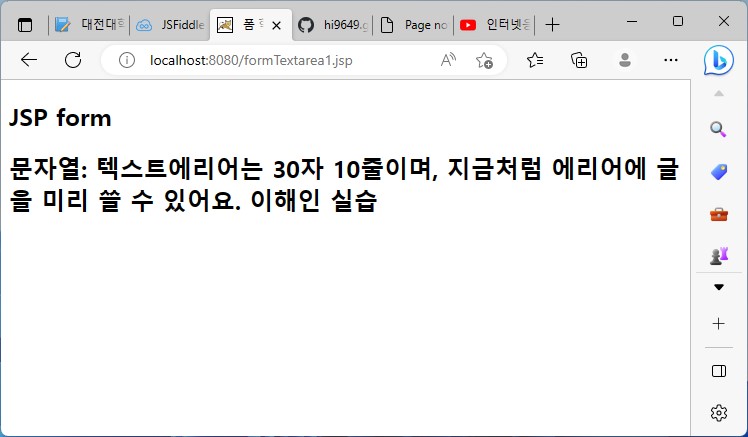 대전대학
JSFiddle
폼
hi9649.g
Page no
인터넷응
localhost:8080/formTextarea1.jsp
JSP form
문자열: 텍스트에리어는 30자 10줄이며, 지금처럼 에리어에 글
을 미리 쓸 수 있어요. 이해인 실습